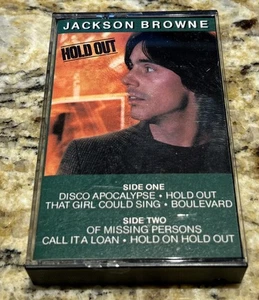 JACKSON BROWNE
HOLD OUT
SIDE ONE
DISCO APOCALYPSE • HOLD OUT
THAT GIRL COULD SING • BOULEVARD
SIDE TWO
OF MISSING PERSONS
CALL IT A LOAN • HOLD ON HOLD OUT